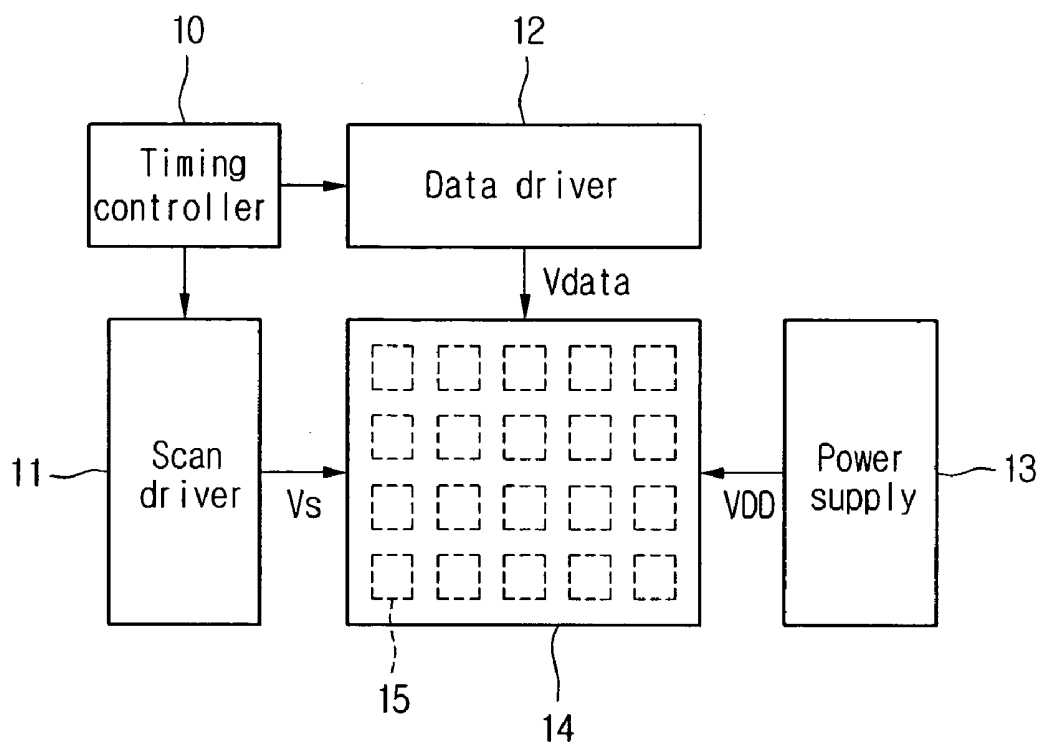 10
12
Timing
controller
Data driver
Vdata
11
Scan
driver
Vs
VDD
Power
supply
13
15
14